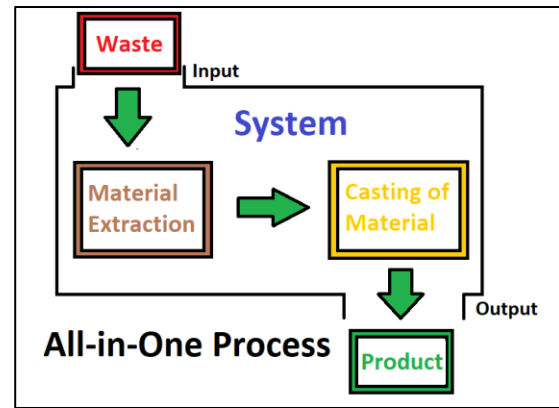 Waste
Input
System
Material
Extraction
Casting of
Material
Output
All-in-One Process
Product